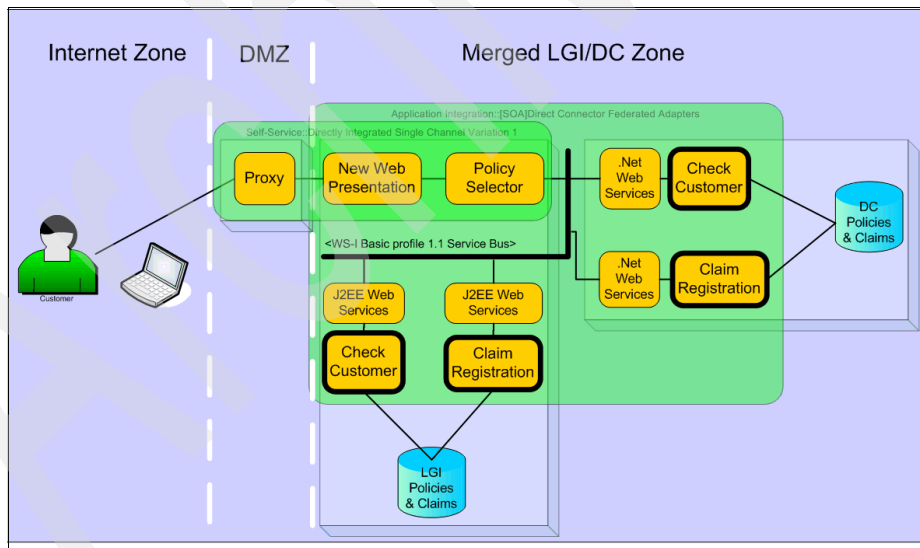 Internet Zone
DMZ
Merged LGI/DC Zone
Application Integration::[SOA]Direct Connector Federated Adapters
Self-Service::Directly Integrated Single Channel Variation 1
Proxy
New Web
Presentation
Policy
Selector
.Net
Web
Services
Check
Customer
DC
Policies
& Claims
<WS-I Basic profile 1.1 Service Bus>
.Net
Web
Services
Claim
Registration
Customer
J2EE Web
Services
J2EE Web
Services
Check
Customer
Claim
Registration
LGI
Policies
& Claims